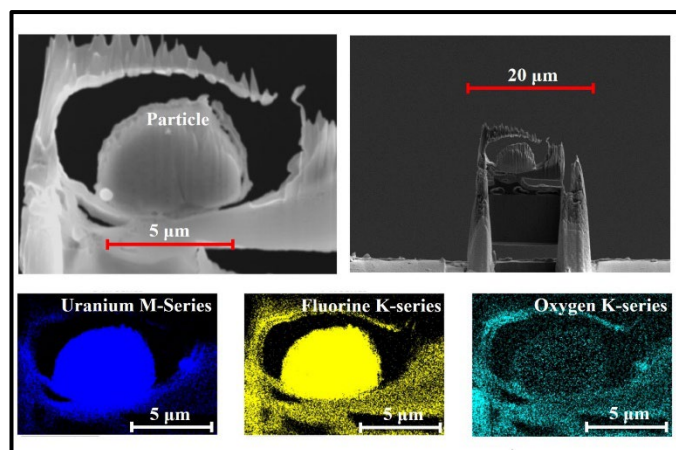 Particle
5 µm
20 µm
Uranium M-Series
5 µm
Fluorine K-series
5 µm
Oxygen K-series
5 µm